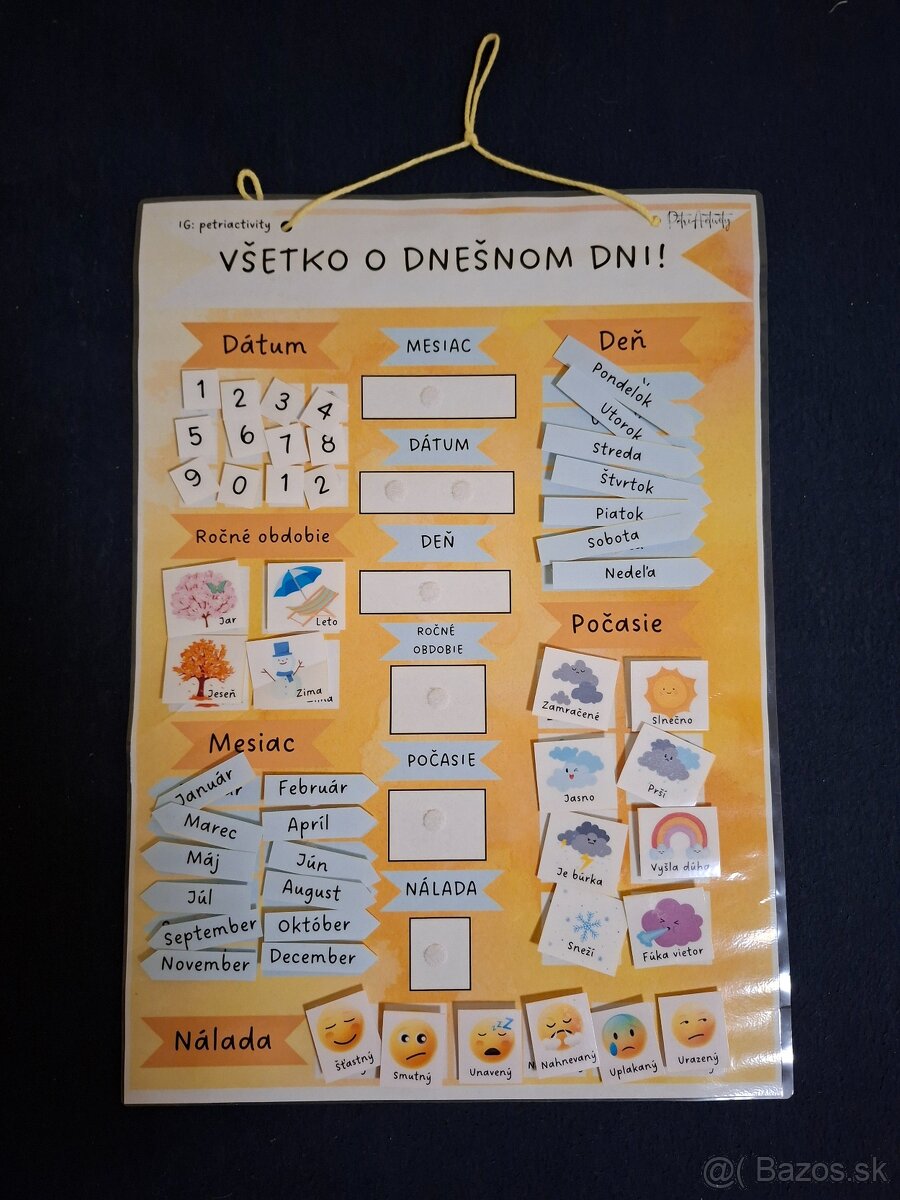 IG: petriactivity
PetriActivity
VŠETKO O DNEŠNOM DNI!
Dátum
1 2 3 4
5 6 7 8
9 0 1 2
Ročné obdobie
Jar
Leto
Jeseň
Zima
Mesiac
Január
Február
Marec
Apríl
Máj
Jún
Júl
August
September
Október
November
December
MESIAC
DÁTUM
DEŇ
ROČNÉ
OBDOBIE
POČASIE
NÁLADA
Deň
Pondelok
Utorok
Streda
Štvrtok
Piatok
Sobota
Nedeľa
Počasie
Zamračené
Slnečno
Jasno
Prší
Je búrka
Vyšla dúha
Sneží
Fúka vietor
Nálada
Šťastný
Smutný
Unavený
Nahnevaný
Uplakaný
Urazený
@( Bazos.sk